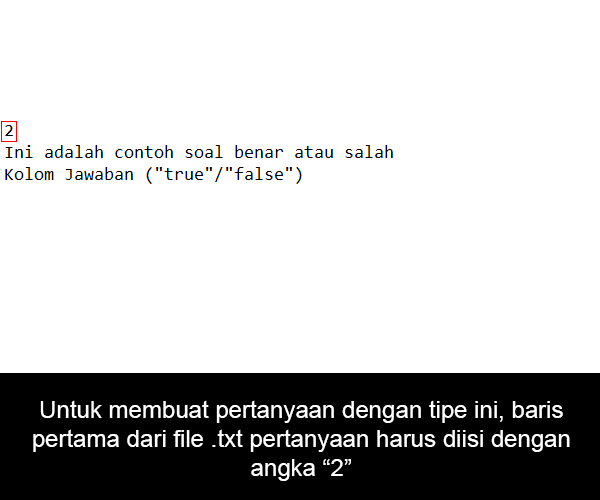 2
Ini adalah contoh soal benar atau salah
Kolom Jawaban ("true"/"false")
Untuk membuat pertanyaan dengan tipe ini, baris
pertama dari file .txt pertanyaan harus diisi dengan
angka “2”